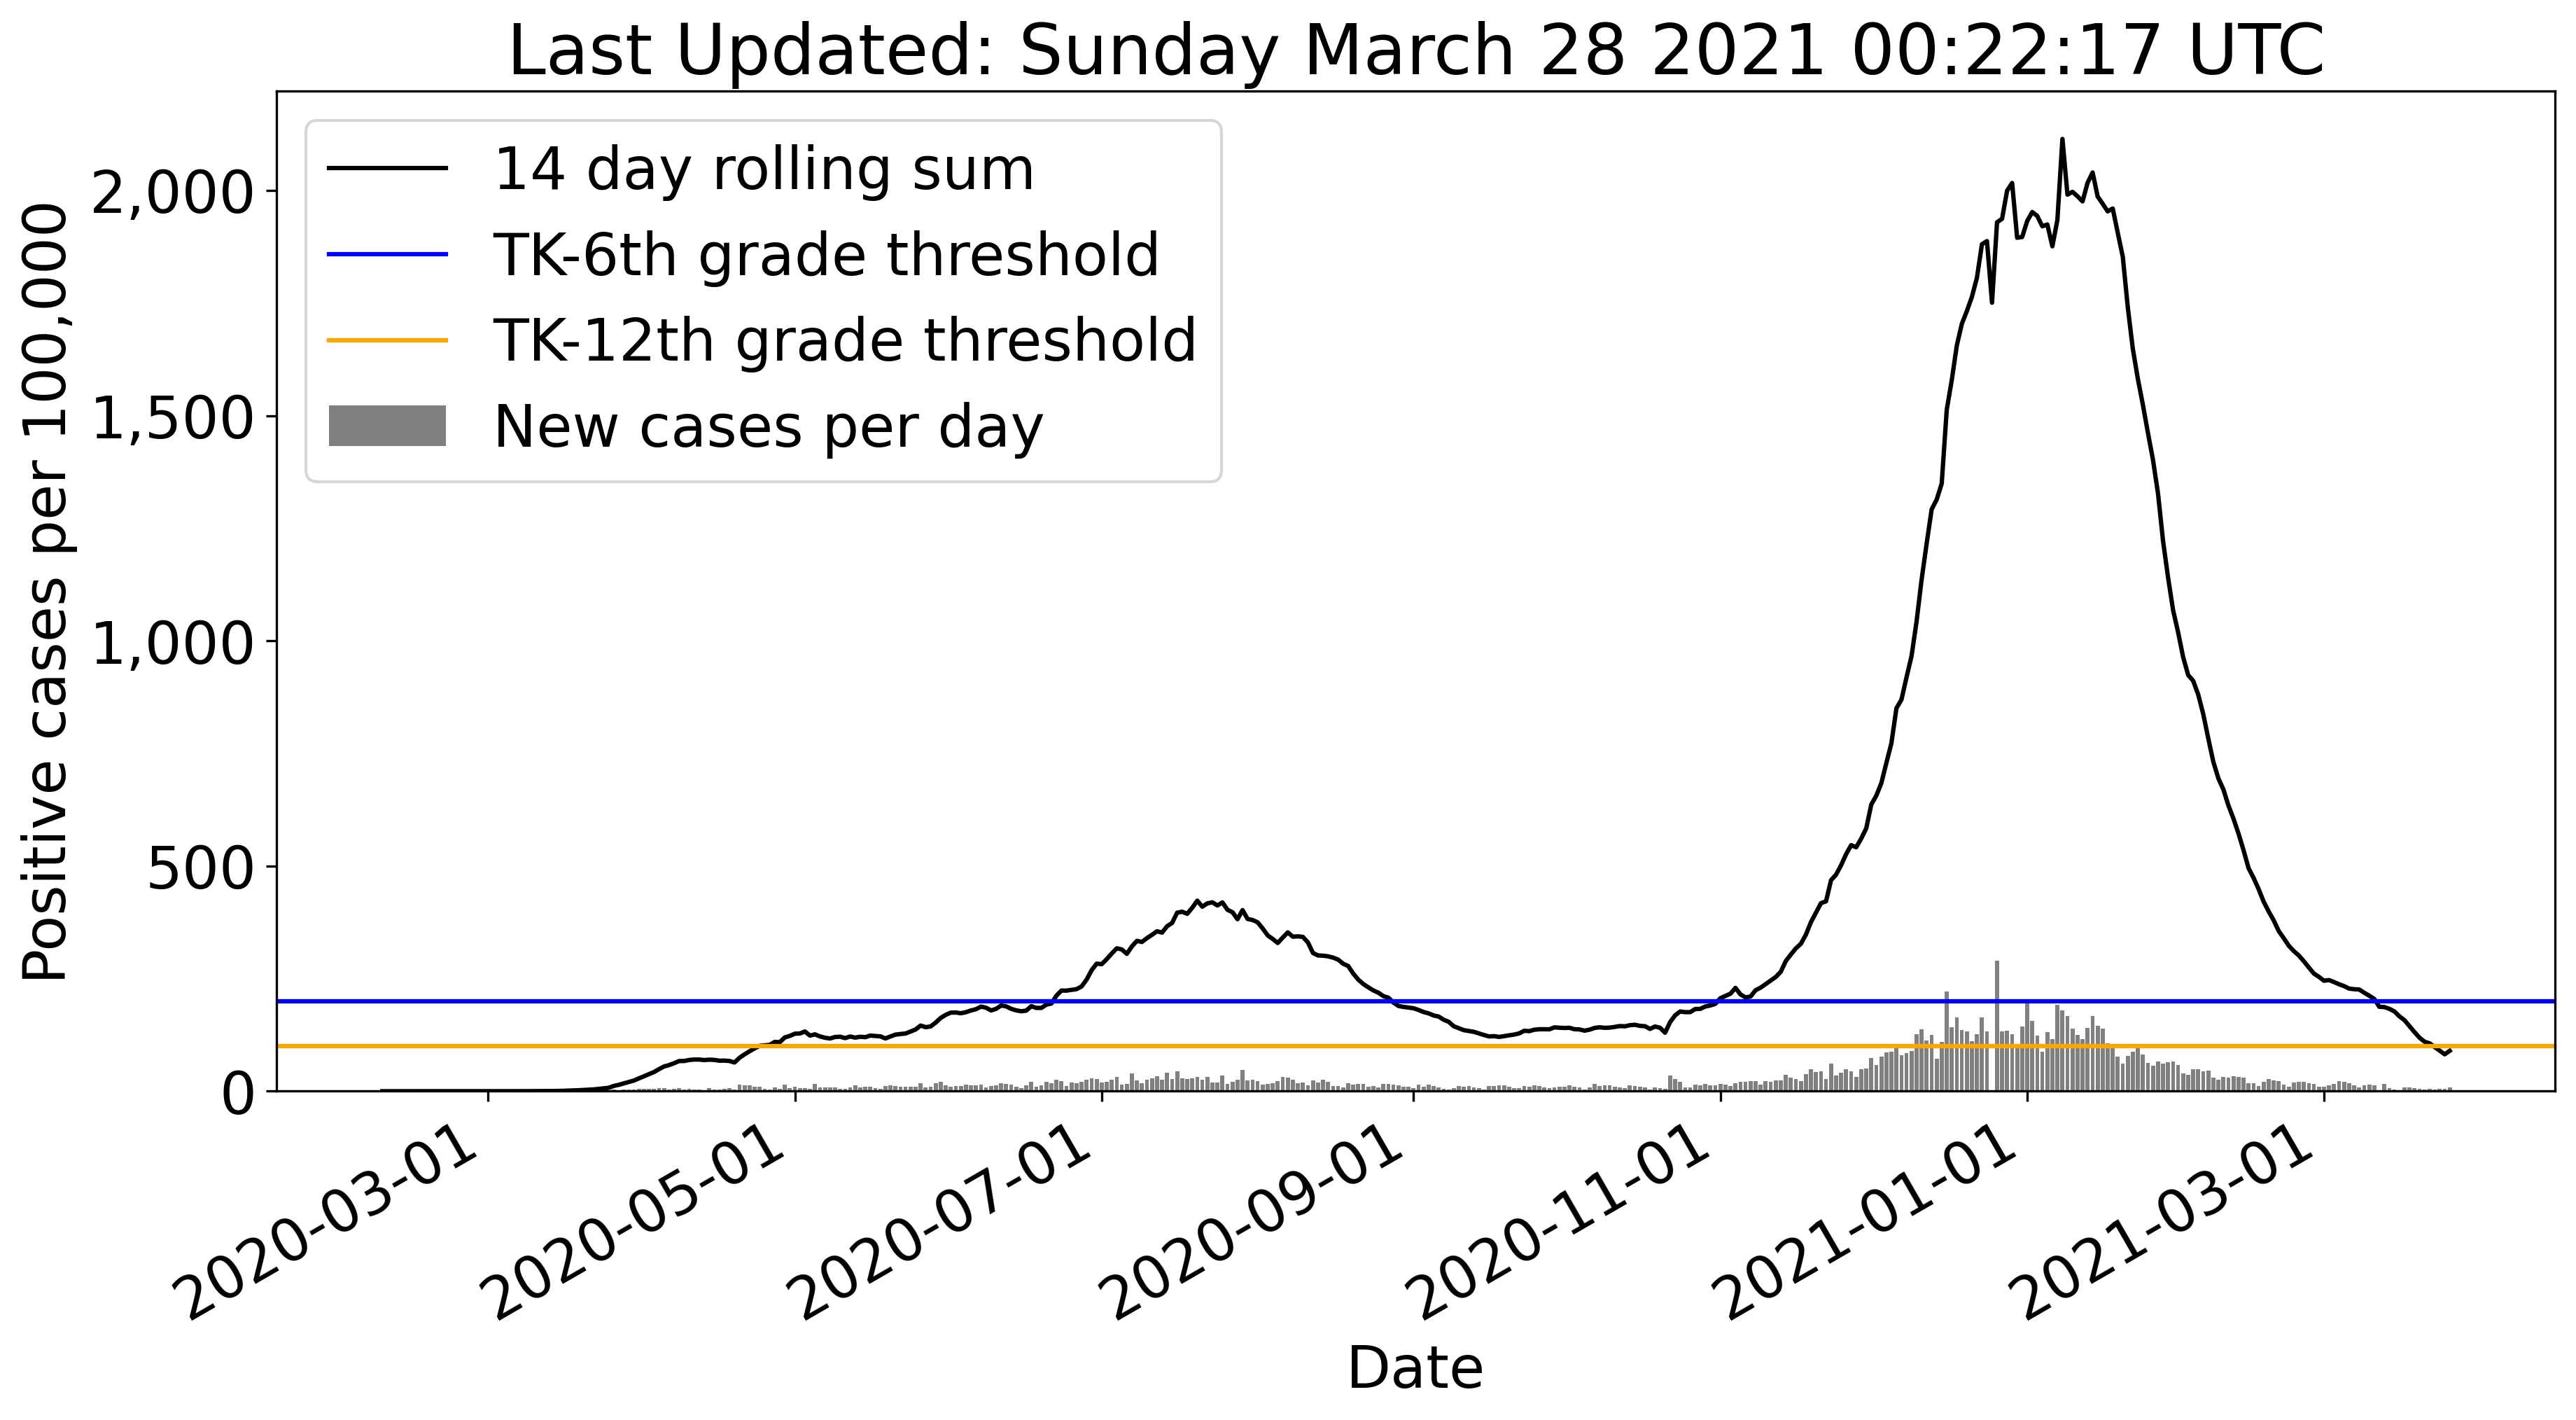 Last Updated: Sunday March 28 2021 00:22:17 UTC
14 day rolling sum
TK-6th grade threshold
TK-12th grade threshold
New cases per day
Positive cases per 100,000
2,000
1,500
1,000
500
0
2020-03-01
2020-05-01
2020-07-01
2020-09-01
2020-11-01
2021-01-01
2021-03-01
Date